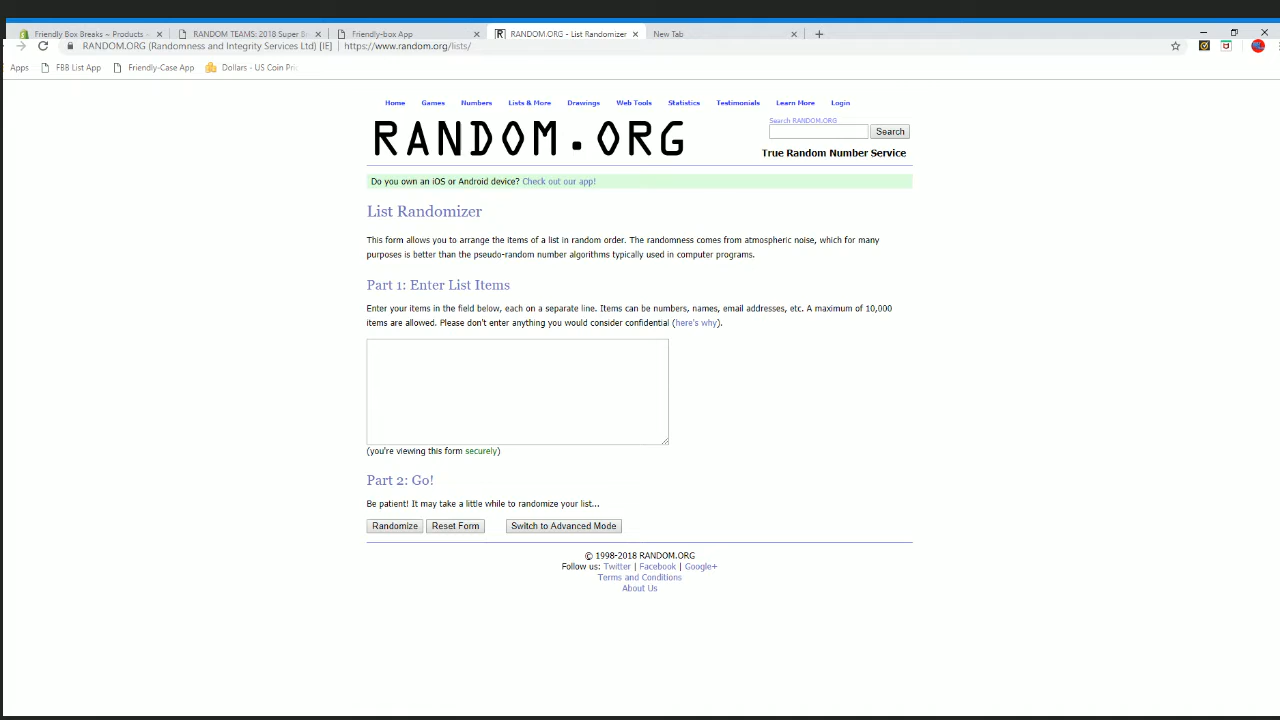 Friendly Box Breaks ~ Products ~
RANDOM TEAMS: 2018 Super B
Friendly-box App
RANDOM.ORG - List Randomizer
New Tab
RANDOM.ORG (Randomness and Integrity Services Ltd) [IE]
https://www.random.org/lists/
Apps
FBB List App
Friendly-Case App
Dollars - US Coin Pric
Home
Games
Numbers
Lists & More
Drawings
Web Tools
Statistics
Testimonials
Learn More
Login
RANDOM.ORG
Search RANDOM.ORG
Search
True Random Number Service
Do you own an iOS or Android device? Check out our app!
List Randomizer
This form allows you to arrange the items of a list in random order. The randomness comes from atmospheric noise, which for many
purposes is better than the pseudo-random number algorithms typically used in computer programs.
Part 1: Enter List Items
Enter your items in the field below, each on a separate line. Items can be numbers, names, email addresses, etc. A maximum of 10,000
items are allowed. Please don't enter anything you would consider confidential (here's why).
(you're viewing this form securely)
Part 2: Go!
Be patient! It may take a little while to randomize your list...
Randomize
Reset Form
Switch to Advanced Mode
© 1998-2018 RANDOM.ORG
Follow us: Twitter | Facebook | Google+
Terms and Conditions
About Us